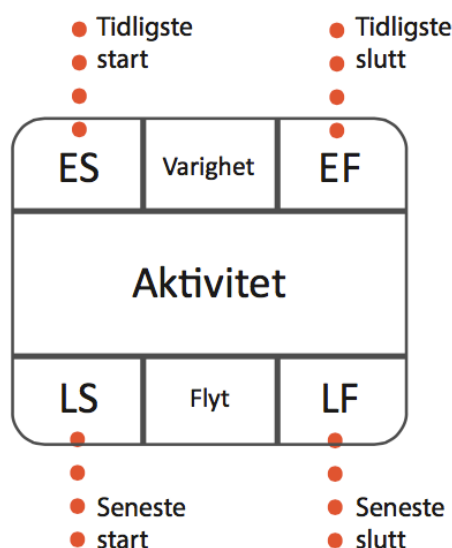 Tidligste
start
Tidligste
slutt
ES
Varighet
EF
Aktivitet
LS
Flyt
LF
Seneste
start
Seneste
slutt